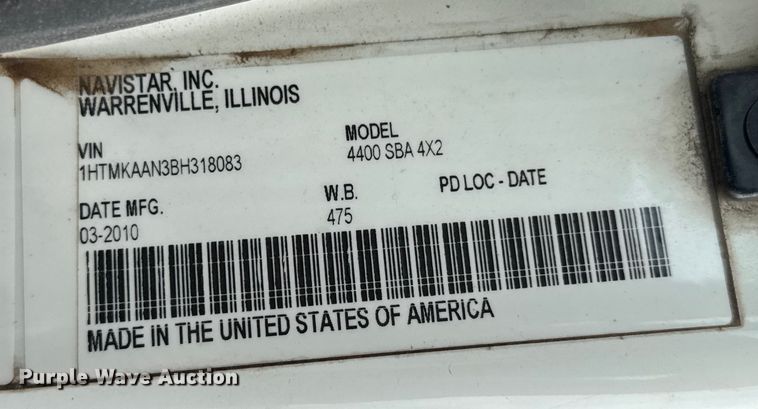 NAVISTAR, INC.
WARRENVILLE, ILLINOIS
VIN
1HTMKAAN3BH318083
MODEL
4400 SBA 4X2
DATE MFG.
03-2010
W.B.
475
PD LOC - DATE
MADE IN THE UNITED STATES OF AMERICA
Purple Wave Auction